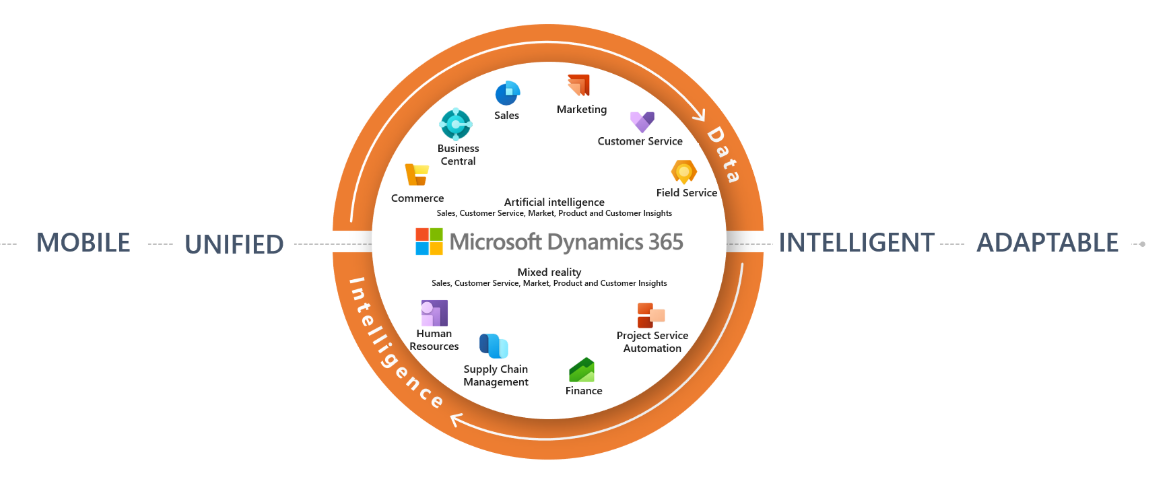 Sales
Marketing
Customer Service
Business
Central
Data
Commerce
Field Service
Artificial intelligence
Sales, Customer Service, Market, Product and Customer Insights
MOBILE
UNIFIED
Microsoft Dynamics 365
INTELLIGENT
ADAPTABLE
Mixed reality
Sales, Customer Service, Market, Product and Customer Insights
Intelligence
Human
Resources
Project Service
Automation
Supply Chain
Management
Finance